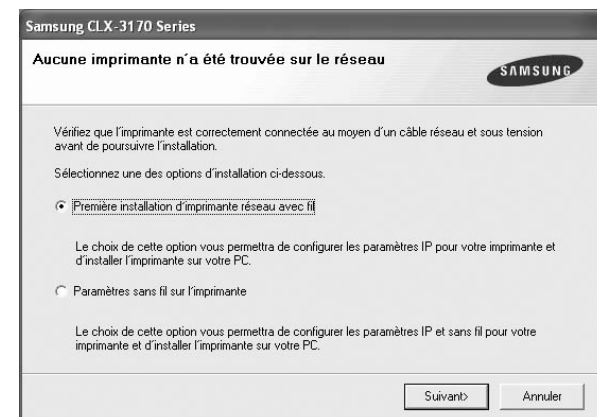 Samsung CLX-3170 Series
Aucune imprimante n´a été trouvée sur le réseau
SAMSUNG
Vérifiez que l´imprimante est correctement connectée au moyen d´un câble réseau et sous tension
avant de poursuivre l´installation.
Sélectionnez une des options d´installation ci-dessous.
Première installation d´imprimante réseau avec fil
Le choix de cette option vous permettra de configurer les paramètres IP pour votre imprimante et
d´installer l´imprimante sur votre PC.
Paramètres sans fil sur l´imprimante
Le choix de cette option vous permettra de configurer les paramètres IP et sans fil pour votre
imprimante et d´installer l´imprimante sur votre PC.
Suivant>
Annuler